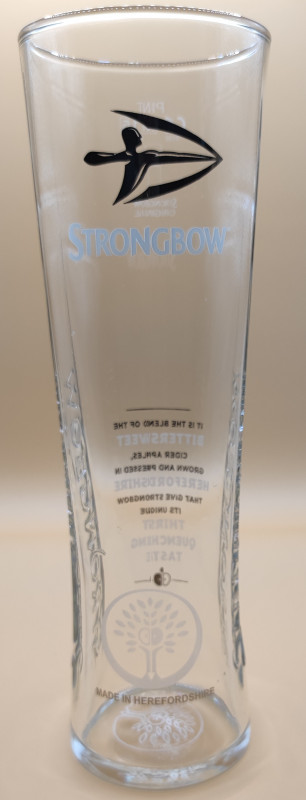 PINT
STRONGBOW
IT IS THE BLEND OF THE
BITTERSWEET
CIDER APPLES,
GROWN AND PRESSED IN
HEREFORDSHIRE
THAT GIVE STRONGBOW
ITS UNIQUE
THIRST
QUENCHING
TASTE
MADE IN HEREFORDSHIRE